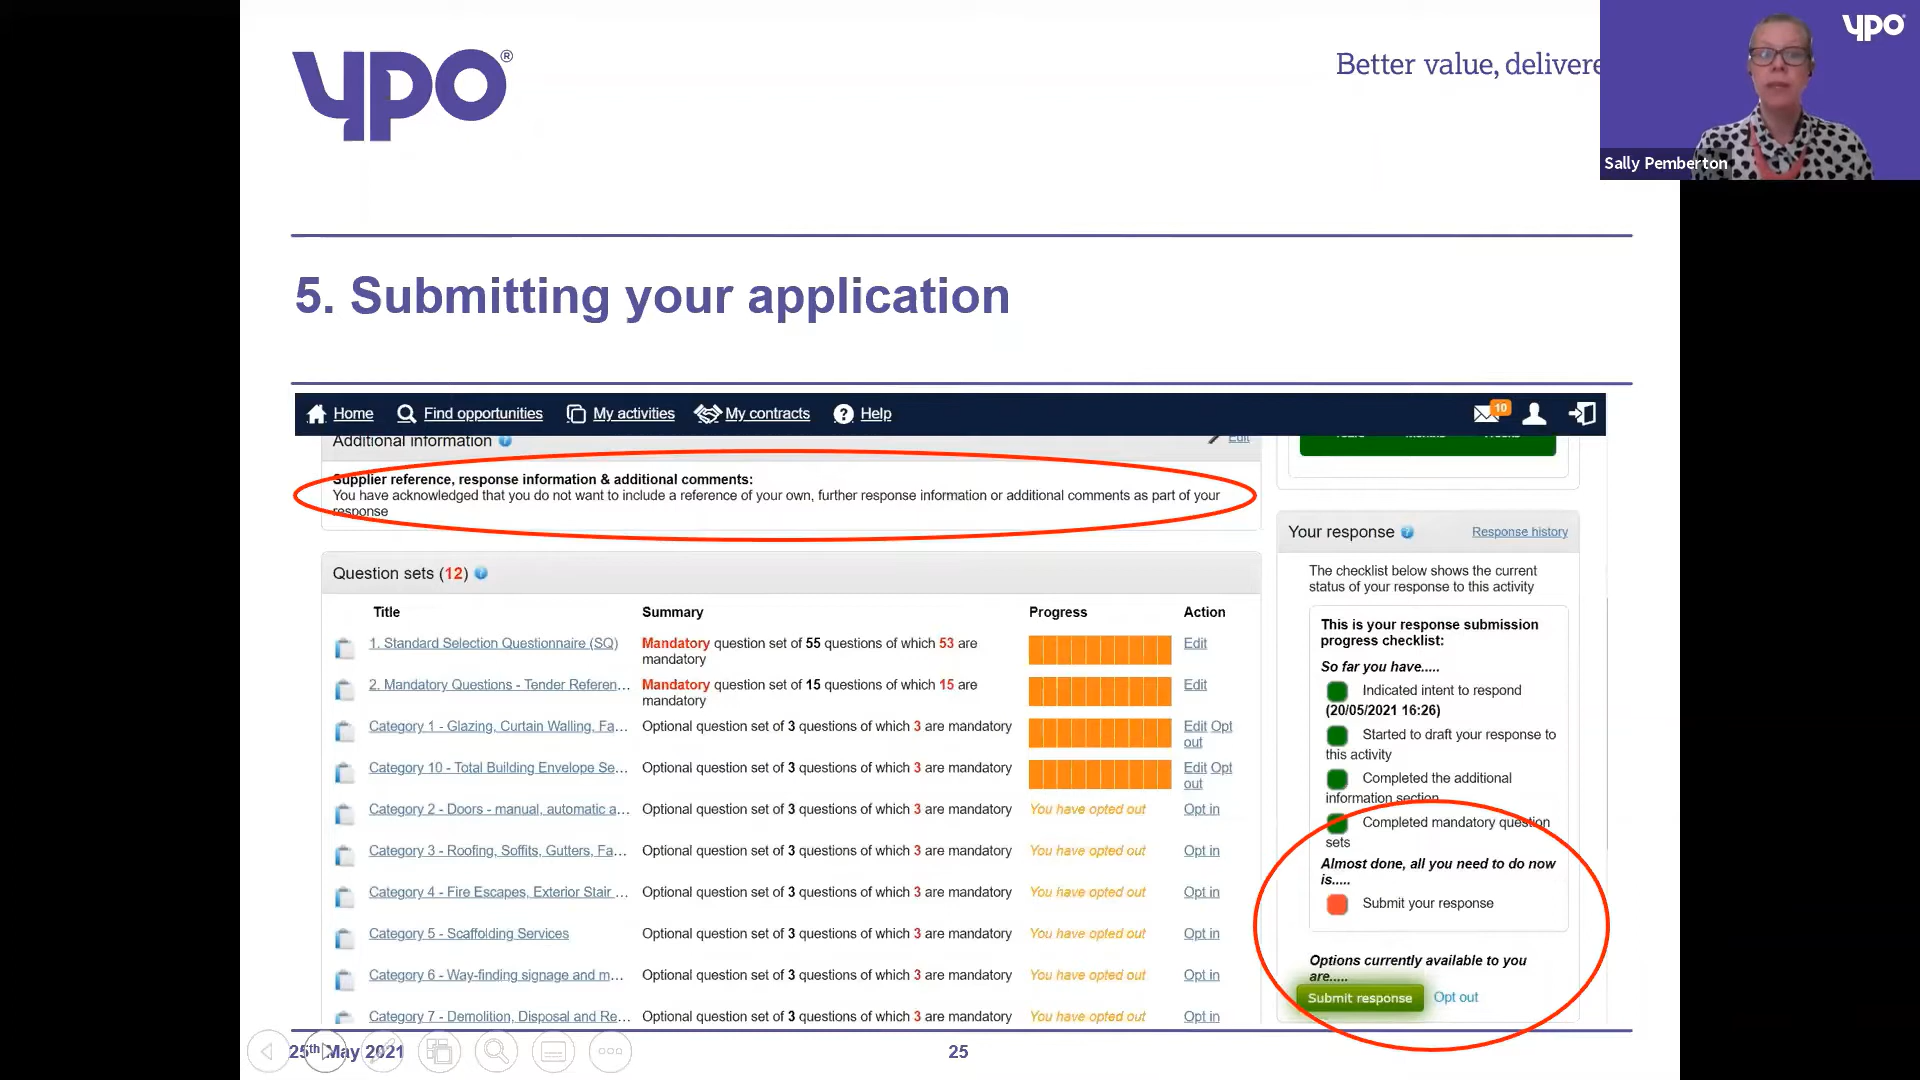 ypo®
Better value, delivere
ypo
Sally Pemberton
5. Submitting your application
Home Find opportunities My activities My contracts Help 10
Additional information Edit
Supplier reference, response information & additional comments:
You have acknowledged that you do not want to include a reference of your own, further response information or additional comments as part of your
response
Question sets (12)
Title Summary Progress Action
1. Standard Selection Questionnaire (SQ) Mandatory question set of 55 questions of which 53 are Edit
mandatory
2. Mandatory Questions - Tender Referen... Mandatory question set of 15 questions of which 15 are Edit
mandatory
Category 1 - Glazing, Curtain Walling, Fa... Optional question set of 3 questions of which 3 are mandatory Edit Opt
out
Category 10 - Total Building Envelope Se... Optional question set of 3 questions of which 3 are mandatory Edit Opt
out
Category 2 - Doors - manual, automatic a... Optional question set of 3 questions of which 3 are mandatory You have opted out Opt in
Category 3 - Roofing, Soffits, Gutters, Fa... Optional question set of 3 questions of which 3 are mandatory You have opted out Opt in
Category 4 - Fire Escapes, Exterior Stair ... Optional question set of 3 questions of which 3 are mandatory You have opted out Opt in
Category 5 - Scaffolding Services Optional question set of 3 questions of which 3 are mandatory You have opted out Opt in
Category 6 - Way-finding signage and m... Optional question set of 3 questions of which 3 are mandatory You have opted out Opt in
Category 7 - Demolition, Disposal and Re... Optional question set of 3 questions of which 3 are mandatory You have opted out Opt in
Your response Response history
The checklist below shows the current
status of your response to this activity
This is your response submission
progress checklist:
So far you have.....
Indicated intent to respond
(20/05/2021 16:26)
Started to draft your response to
this activity
Completed the additional
information section
Completed mandatory question
sets
Almost done, all you need to do now
is.....
Submit your response
Options currently available to you
are.....
Submit response Opt out
25th May 2021 25